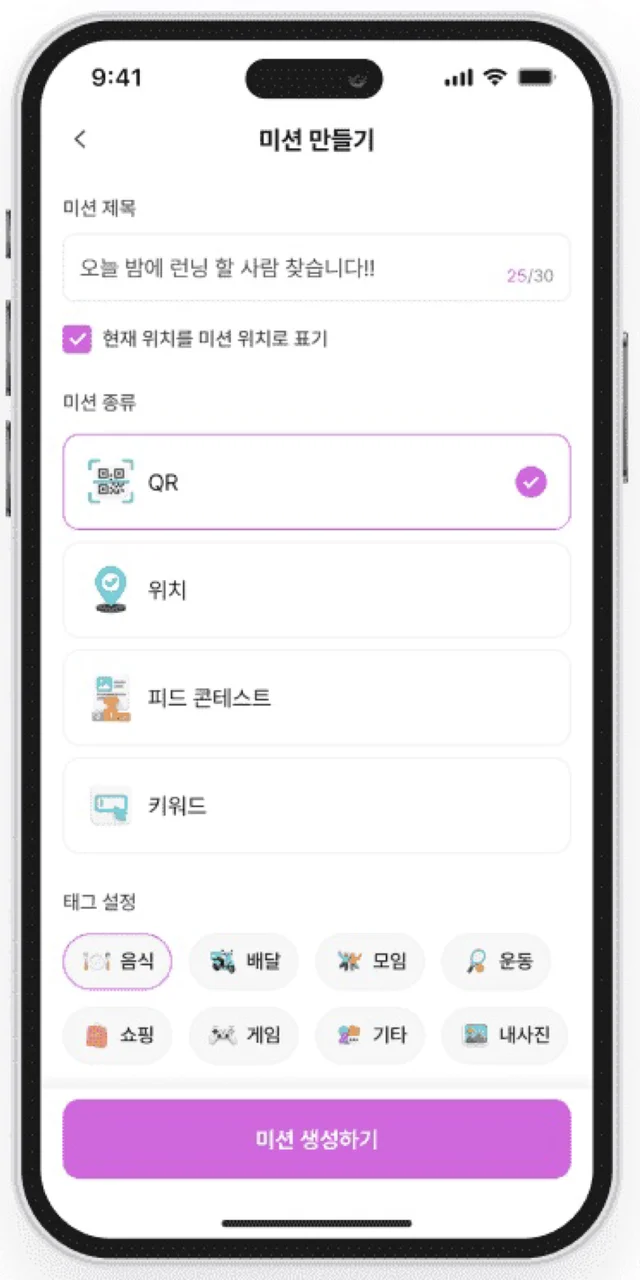 9:41
미션 만들기
미션 제목
오늘 밤에 런닝 할 사람 찾습니다!!
25/30
현재 위치를 미션 위치로 표기
미션 종류
QR
위치
피드 콘테스트
키워드
태그 설정
음식 배달 모임 운동
쇼핑 게임 기타 내사진
미션 생성하기